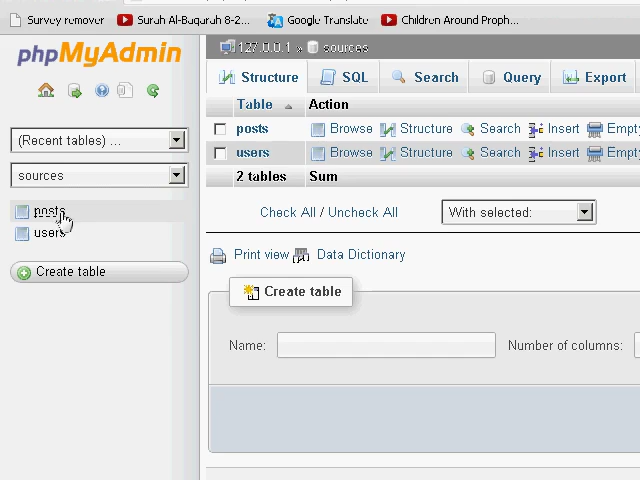 Survey remover Surah Al-Baqarah 8-2... Google Translate Children Around Proph...
phpMyAdmin
127.0.0.1 » sources
Structure SQL Search Query Export
Table Action
(Recent tables) ...
posts Browse Structure Search Insert Empty
users Browse Structure Search Insert Empty
sources
2 tables Sum
posts
users
Check All / Uncheck All With selected:
Print view Data Dictionary
Create table
Create table
Name: Number of columns: